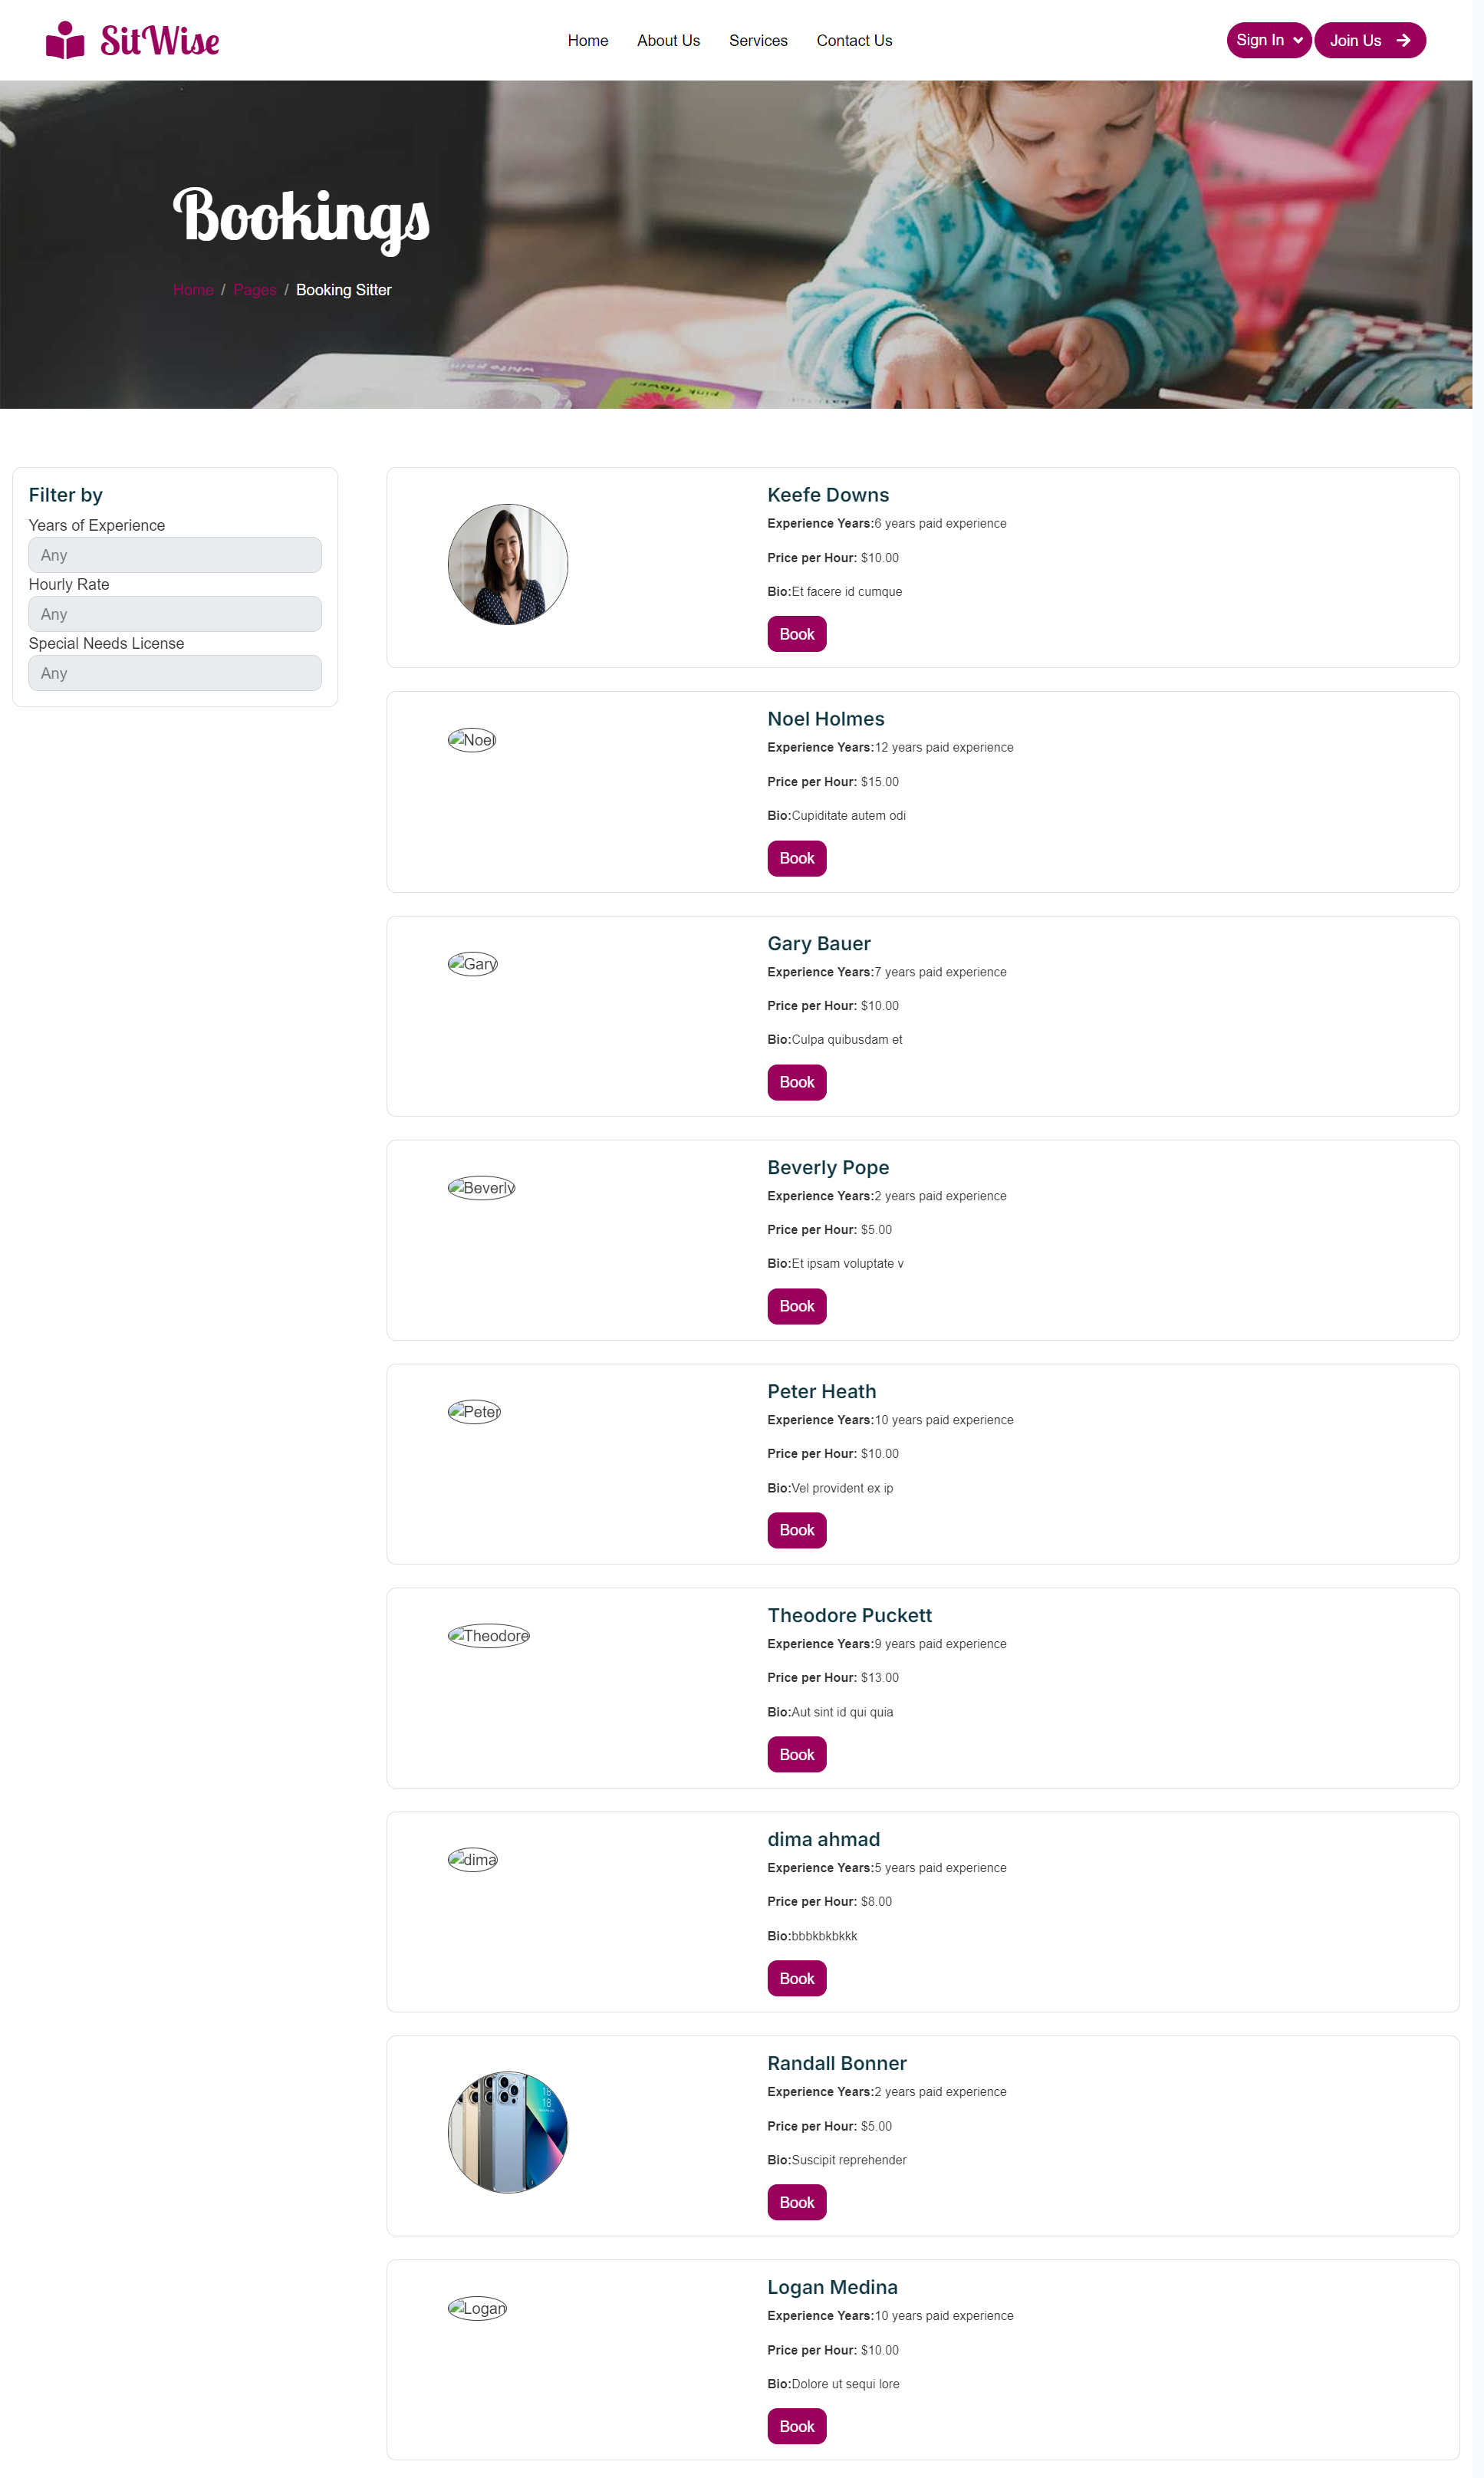 SitWise
Home
About Us
Services
Contact Us
Sign In
Join Us
Bookings
Home / Pages / Booking Sitter
white paint
pink flower
Filter by
Years of Experience
Any
Hourly Rate
Any
Special Needs License
Any
Keefe Downs
Experience Years:6 years paid experience
Price per Hour: $10.00
Bio:Et facere id cumque
Book
Noel
Noel Holmes
Experience Years:12 years paid experience
Price per Hour: $15.00
Bio:Cupiditate autem odi
Book
Gary
Gary Bauer
Experience Years:7 years paid experience
Price per Hour: $10.00
Bio:Culpa quibusdam et
Book
Beverly
Beverly Pope
Experience Years:2 years paid experience
Price per Hour: $5.00
Bio:Et ipsam voluptate v
Book
Peter
Peter Heath
Experience Years:10 years paid experience
Price per Hour: $10.00
Bio:Vel provident ex ip
Book
Theodore
Theodore Puckett
Experience Years:9 years paid experience
Price per Hour: $13.00
Bio:Aut sint id qui quia
Book
dima
dima ahmad
Experience Years:5 years paid experience
Price per Hour: $8.00
Bio:bbbkbkbkkk
Book
18
18
Randall Bonner
Experience Years:2 years paid experience
Price per Hour: $5.00
Bio:Suscipit reprehender
Book
Logan
Logan Medina
Experience Years:10 years paid experience
Price per Hour: $10.00
Bio:Dolore ut sequi lore
Book